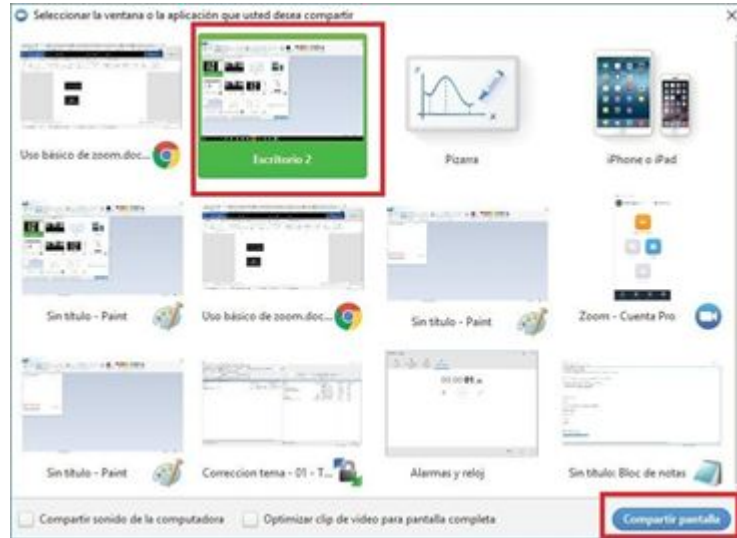 Seleccionar la ventana o la aplicación que usted desea compartir
Uso básico de zoom.doc...
Escritorio 2
Pizarra
iPhone o iPad
Sin título - Paint
Uso básico de zoom.doc...
Sin título - Paint
Zoom - Cuenta Pro
Sin título - Paint
Correccion tema - 01 - T...
Alarmas y reloj
Sin título: Bloc de notas
Compartir sonido de la computadora
Optimizar clip de video para pantalla completa
Compartir pantalla